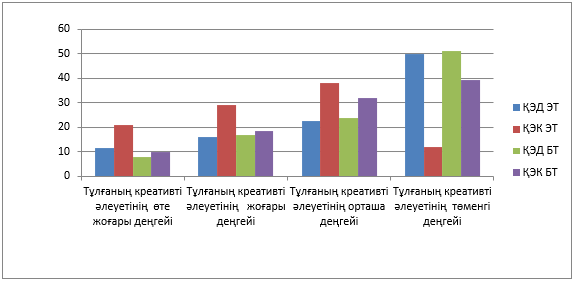 60
50
40
30
20
10
0
Тұлғаның креативті әлеуетінің өте жоғары деңгейі
Тұлғаның креативті әлеуетінің жоғары деңгейі
Тұлғаның креативті әлеуетінің орташа деңгейі
Тұлғаның креативті әлеуетінің төменгі деңгейі
ҚЭД ЭТ
ҚЭК ЭТ
ҚЭД БТ
ҚЭК БТ